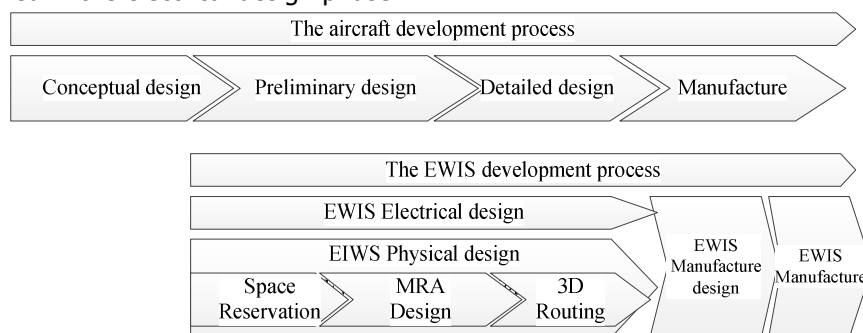 The aircraft development process
Conceptual design
Preliminary design
Detailed design
Manufacture
The EWIS development process
EWIS Electrical design
EIWS Physical design
Space
Reservation
MRA
Design
3D
Routing
EWIS
Manufacture
design
EWIS
Manufacture